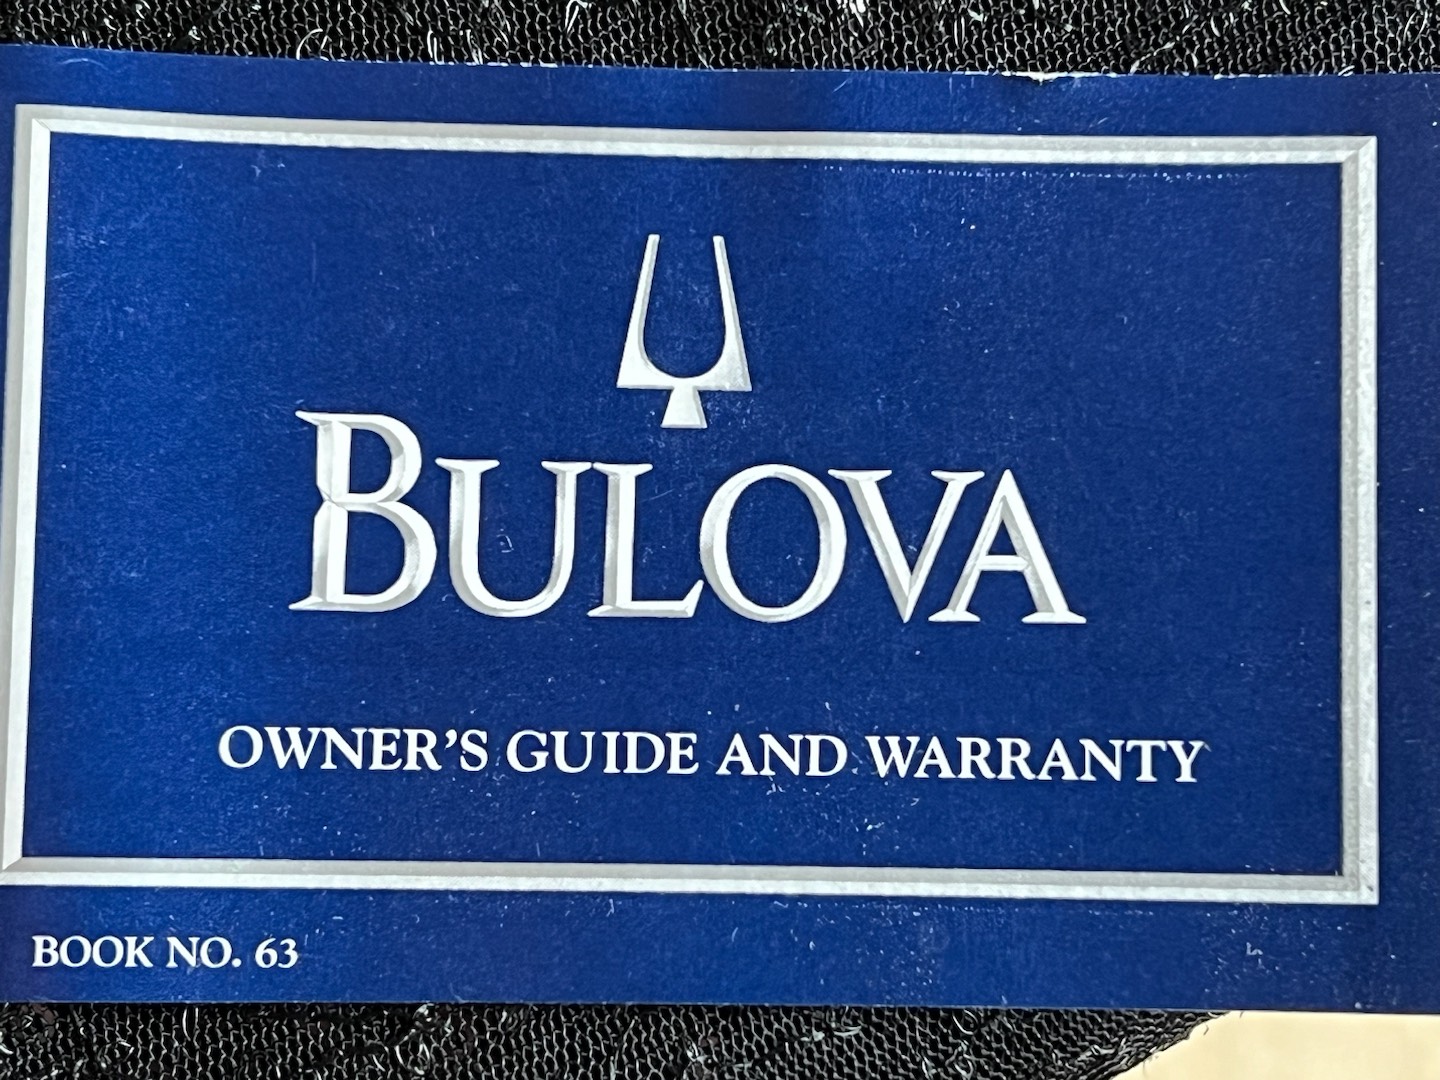 BULOVA
OWNER'S GUIDE AND WARRANTY
BOOK NO. 63